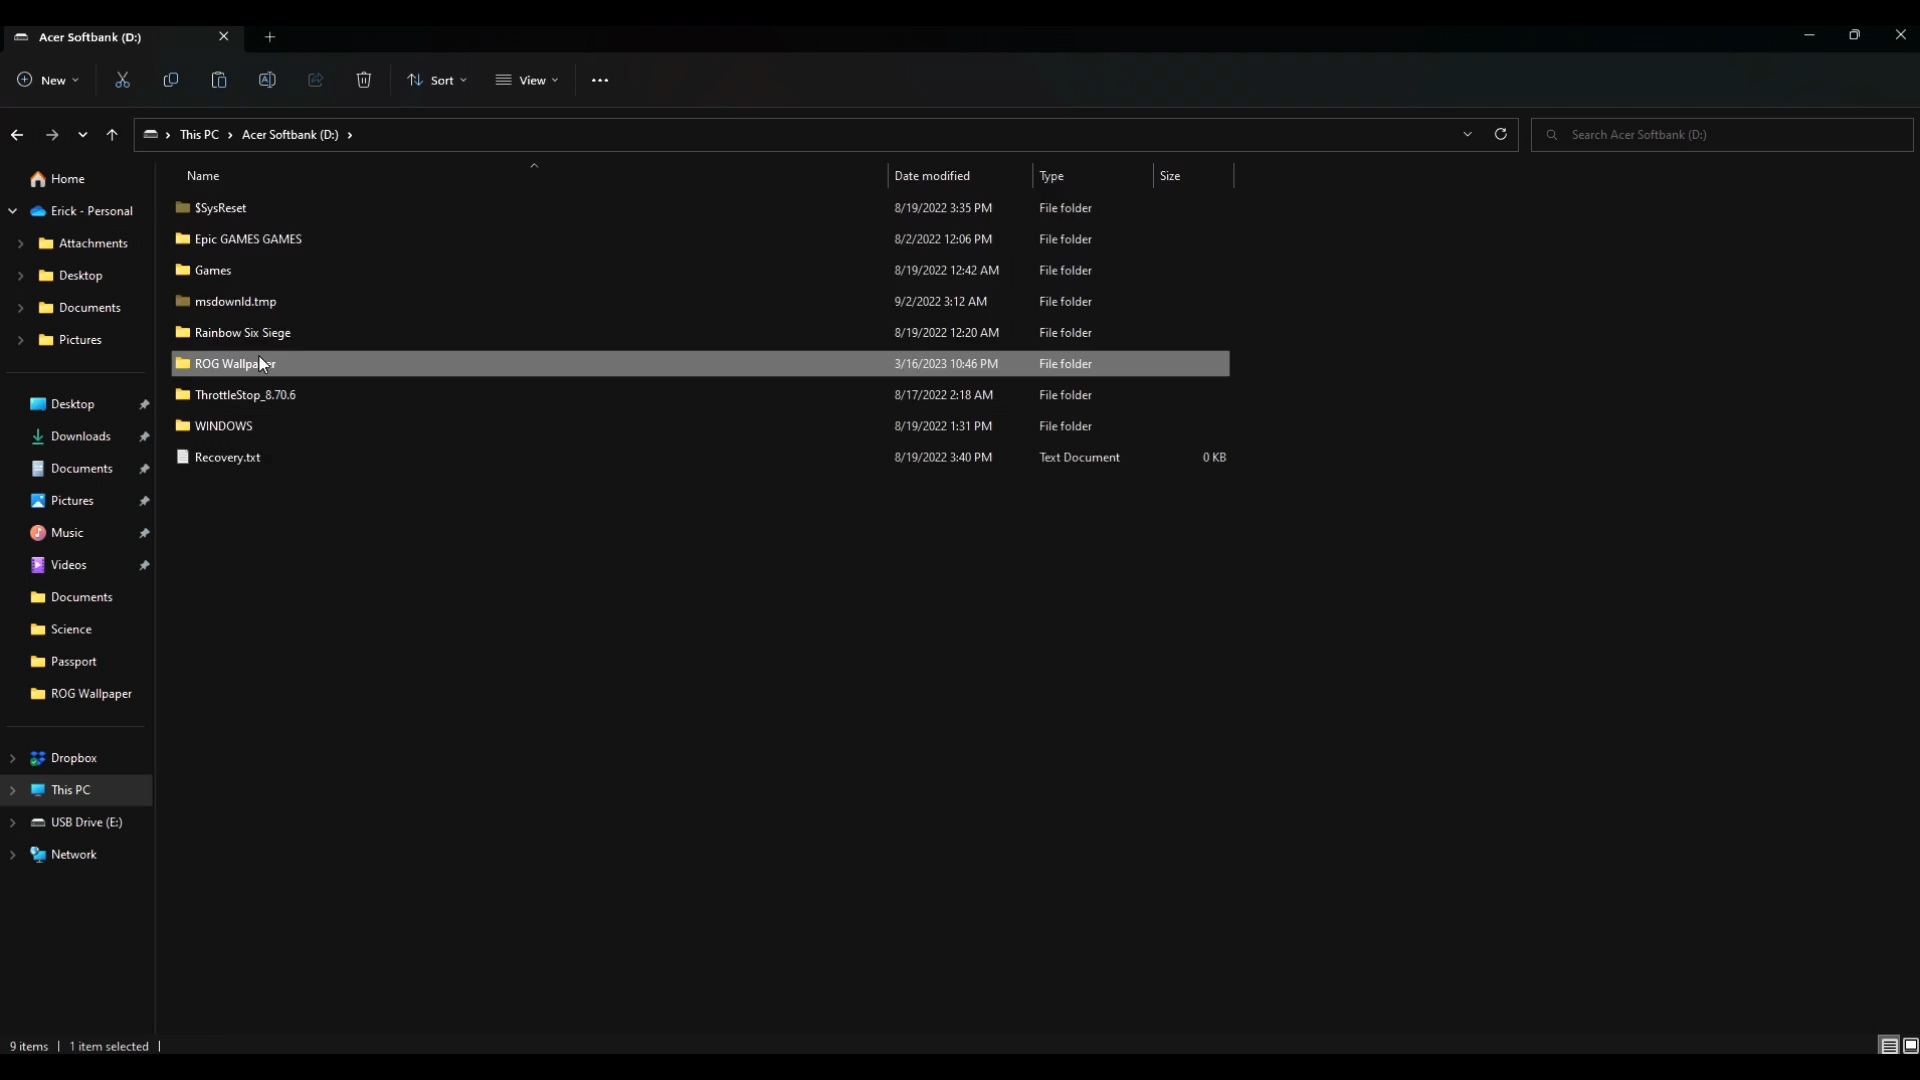 Acer Softbank (D:)
New
Sort
View
This PC > Acer Softbank (D:) >
Search Acer Softbank (D:)
Name Date modified Type Size
Home
Erick - Personal
Attachments
Desktop
Documents
Pictures
Desktop
Downloads
Documents
Pictures
Music
Videos
Documents
Science
Passport
ROG Wallpaper
Dropbox
This PC
USB Drive (E:)
Network
$SysReset 8/19/2022 3:35 PM File folder
Epic GAMES GAMES 8/2/2022 12:06 PM File folder
Games 8/19/2022 12:42 AM File folder
msdownld.tmp 9/2/2022 3:12 AM File folder
Rainbow Six Siege 8/19/2022 12:20 AM File folder
ROG Wallpaper 3/16/2023 10:46 PM File folder
ThrottleStop_8.70.6 8/17/2022 2:18 AM File folder
WINDOWS 8/19/2022 1:31 PM File folder
Recovery.txt 8/19/2022 3:40 PM Text Document 0 KB
9 items | 1 item selected |